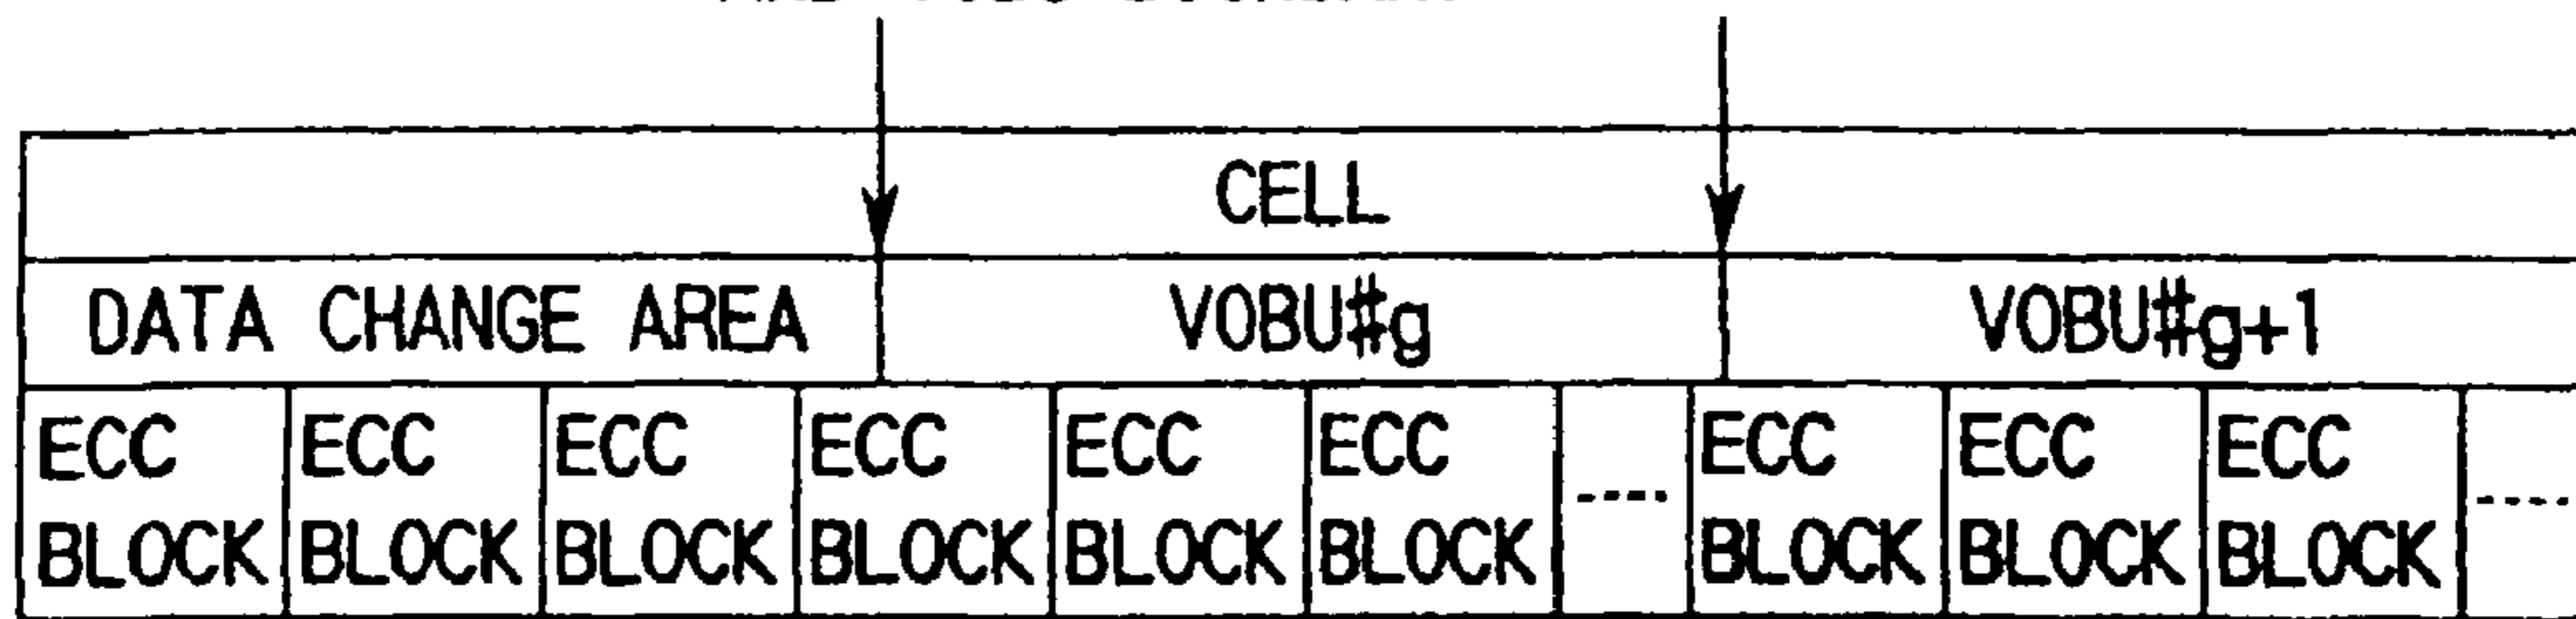 CELL
DATA CHANGE AREA VOBU#g VOBU#g+1
ECC ECC ECC ECC ECC ECC ECC ECC ECC
BLOCK BLOCK BLOCK BLOCK BLOCK BLOCK ---- BLOCK BLOCK BLOCK ----